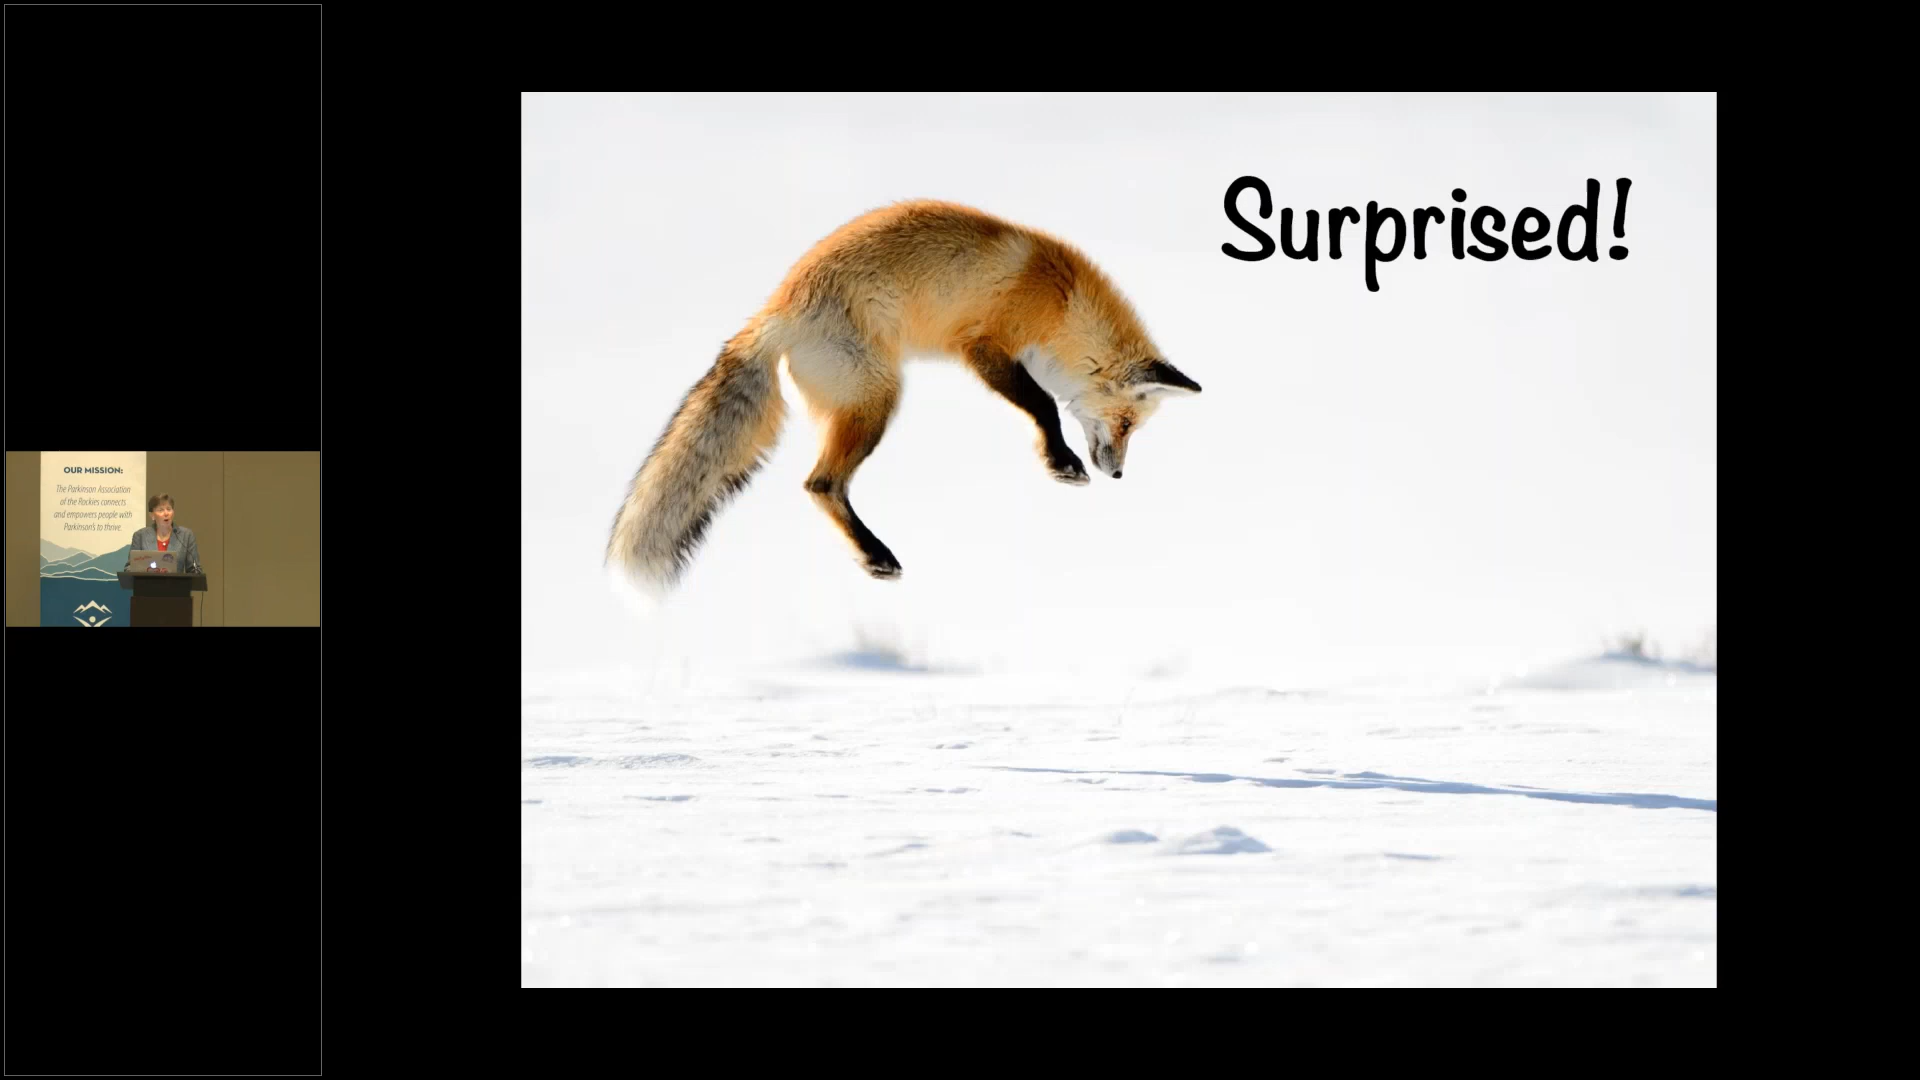 OUR MISSION:
The Parkinson Association
of the Rockies connects
and empowers people with
Parkinson's to thrive.
Surprised!